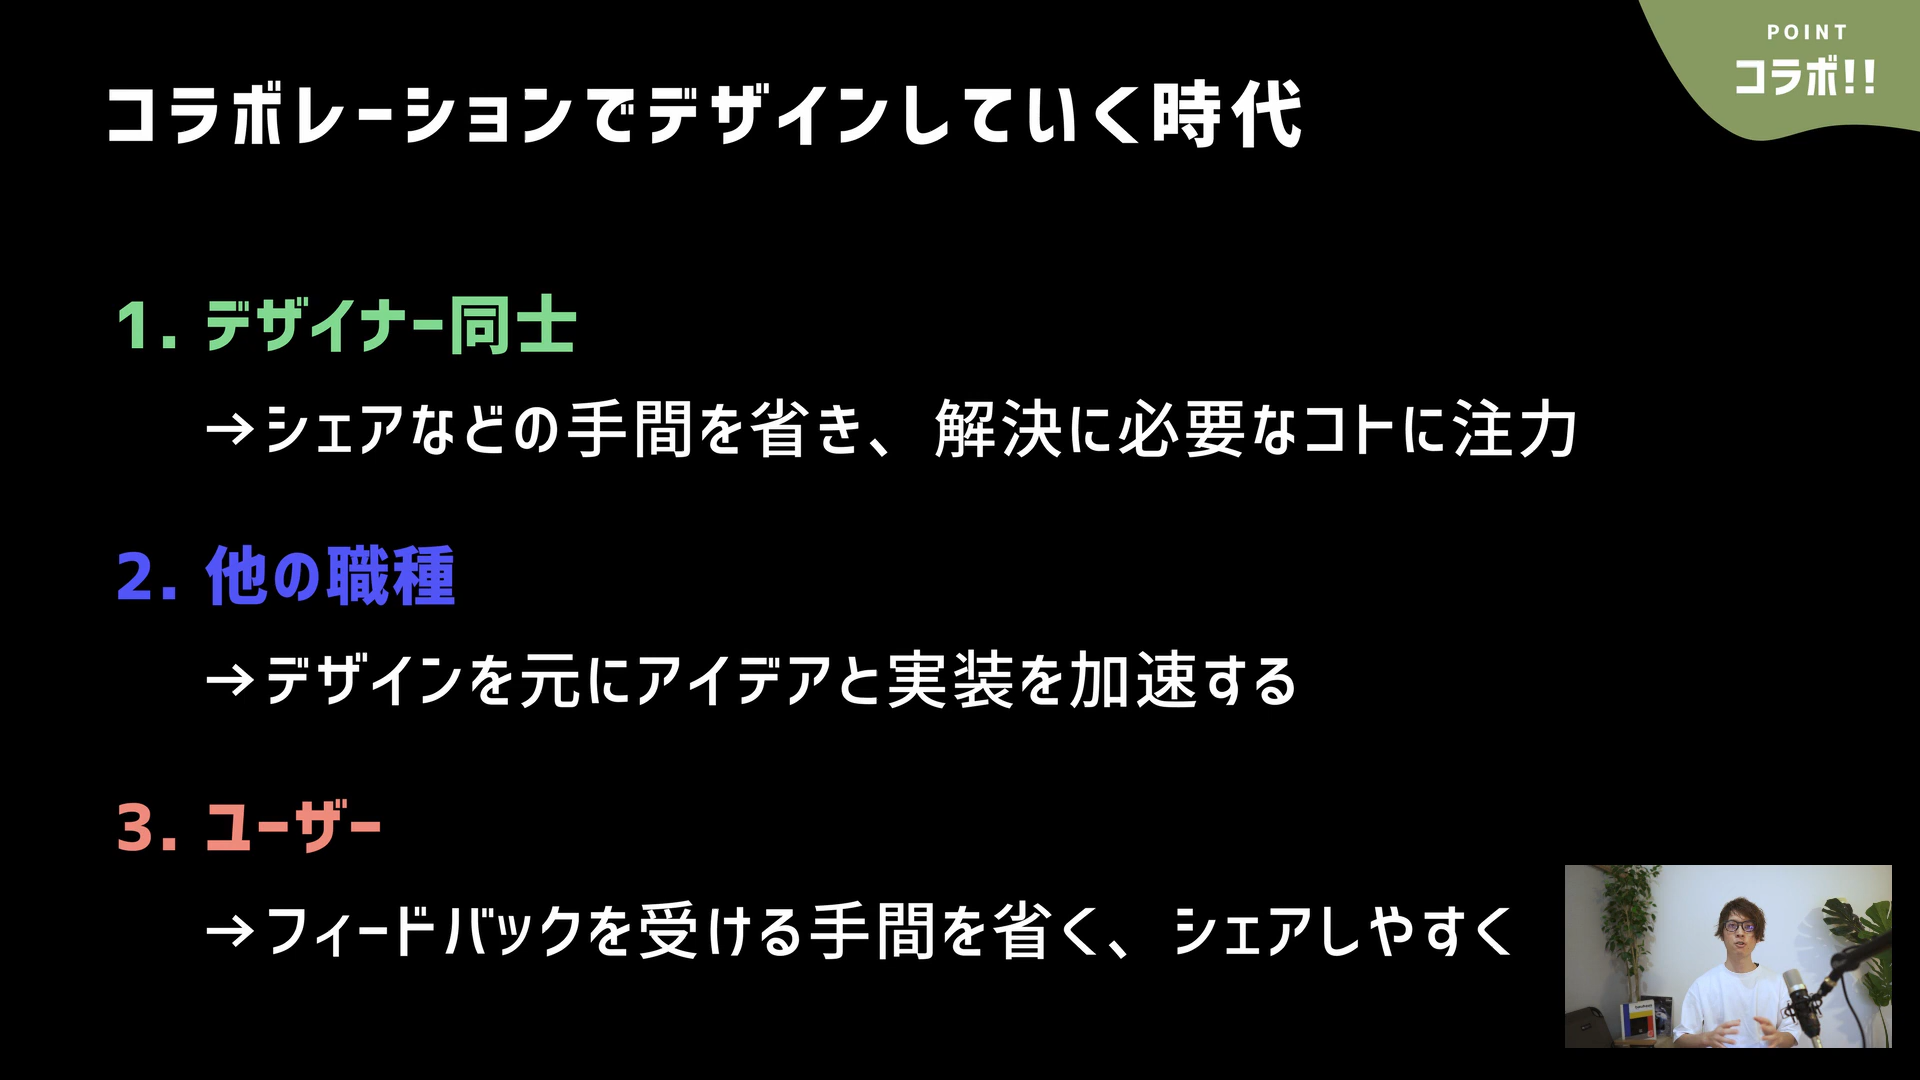 POINT
コラボ!!
コラボレーションでデザインしていく時代
1. デザイナー同士
→シェアなどの手間を省き、解決に必要なコトに注力
2. 他の職種
→デザインを元にアイデアと実装を加速する
3. ユーザー
→フィードバックを受ける手間を省く、シェアしやすく